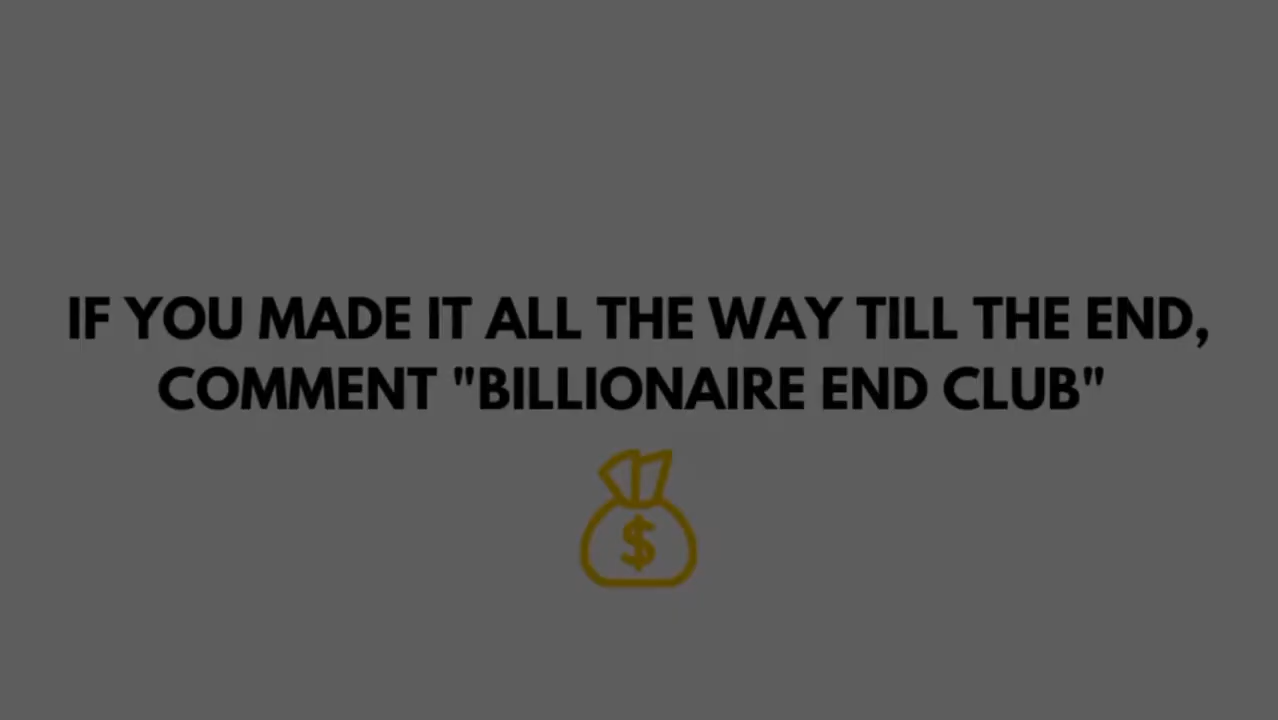 IF YOU MADE IT ALL THE WAY TILL THE END,
COMMENT "BILLIONAIRE END CLUB"
$